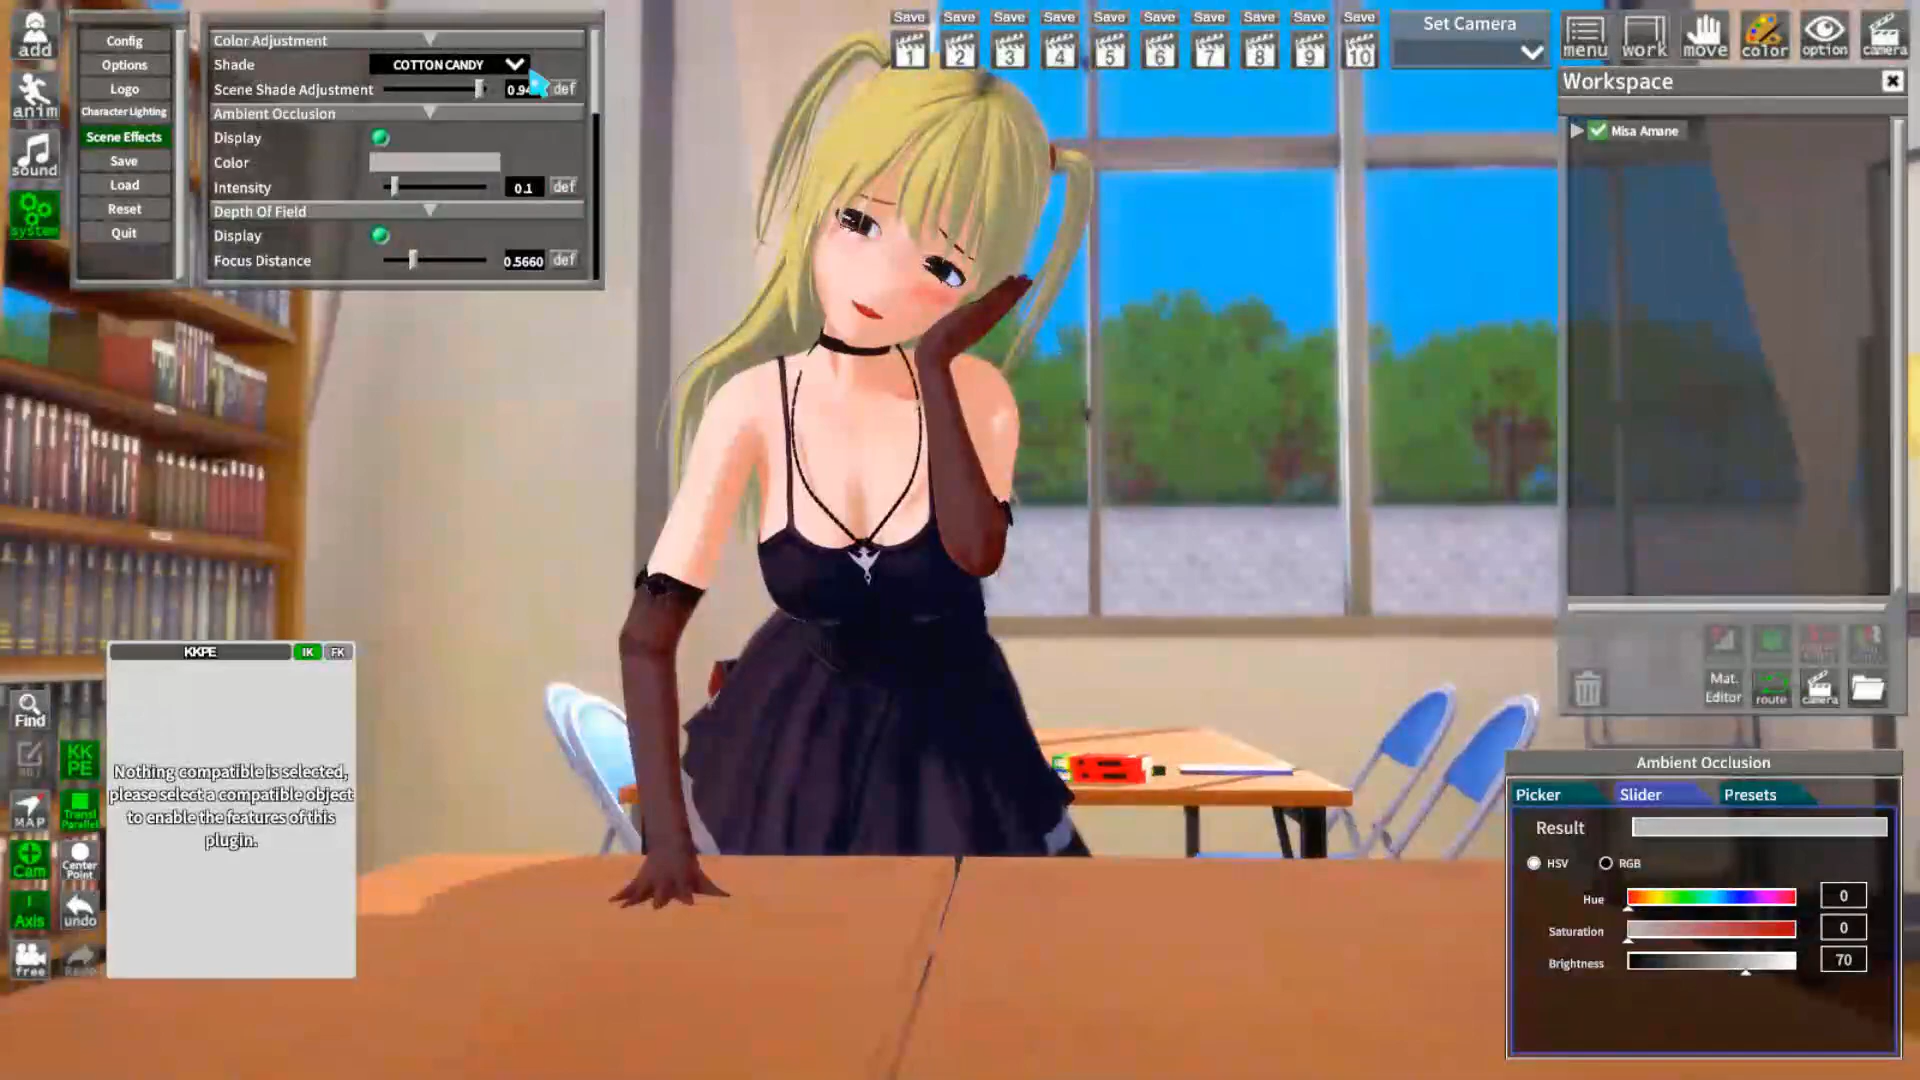 add
anim
sound
system
Config
Options
Logo
Character Lighting
Scene Effects
Save
Load
Reset
Quit
Color Adjustment
Shade
COTTON CANDY
Scene Shade Adjustment
def
Ambient Occlusion
Display
Color
Intensity
0.1
def
Depth Of Field
Display
Focus Distance
0.5660
def
Save Save Save Save Save Save Save Save Save Save
1 2 3 4 5 6 7 8 9 10
Set Camera
menu
work
move
color
option
camera
Workspace
Misa Amane
Mat.
Editor
route
camera
KKPE
IK
FK
Nothing compatible is selected,
please select a compatible object
to enable the features of this
plugin.
Find
KK
PE
MAP
Transl
Parallel
Cam
Center
Point
Axis
undo
free
Ambient Occlusion
Picker
Slider
Presets
Result
HSV
RGB
Hue
0
Saturation
0
Brightness
70